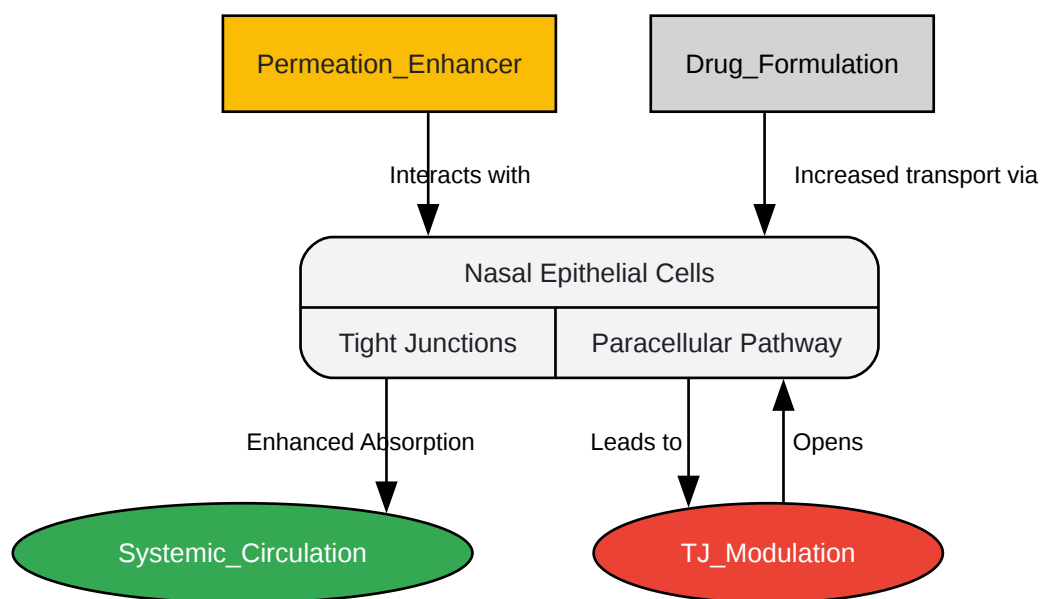 Permeation_Enhancer
Drug_Formulation
Interacts with
Increased transport via
Nasal Epithelial Cells
Tight Junctions
Paracellular Pathway
Enhanced Absorption
Leads to
Opens
Systemic_Circulation
TJ_Modulation